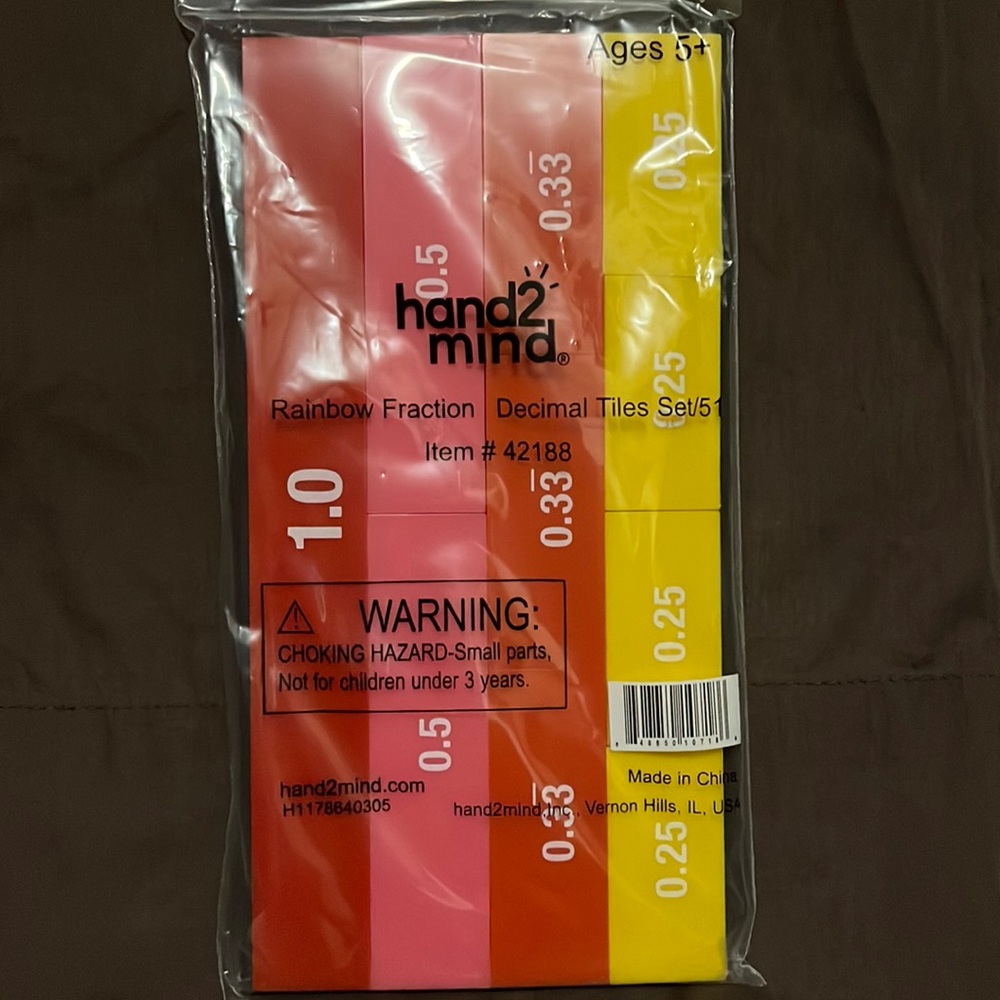 Ages 5+
0.33
0.25
0.5
hand2
mind®
0.25
Rainbow Fraction Decimal Tiles Set/51
Item # 42188
1.0
0.33
0.25
WARNING:
CHOKING HAZARD-Small parts,
Not for children under 3 years.
0.5
Made in China
hand2mind.com
H1178640305
hand2mind,Inc., Vernon Hills, IL, USA
0.33
0.25